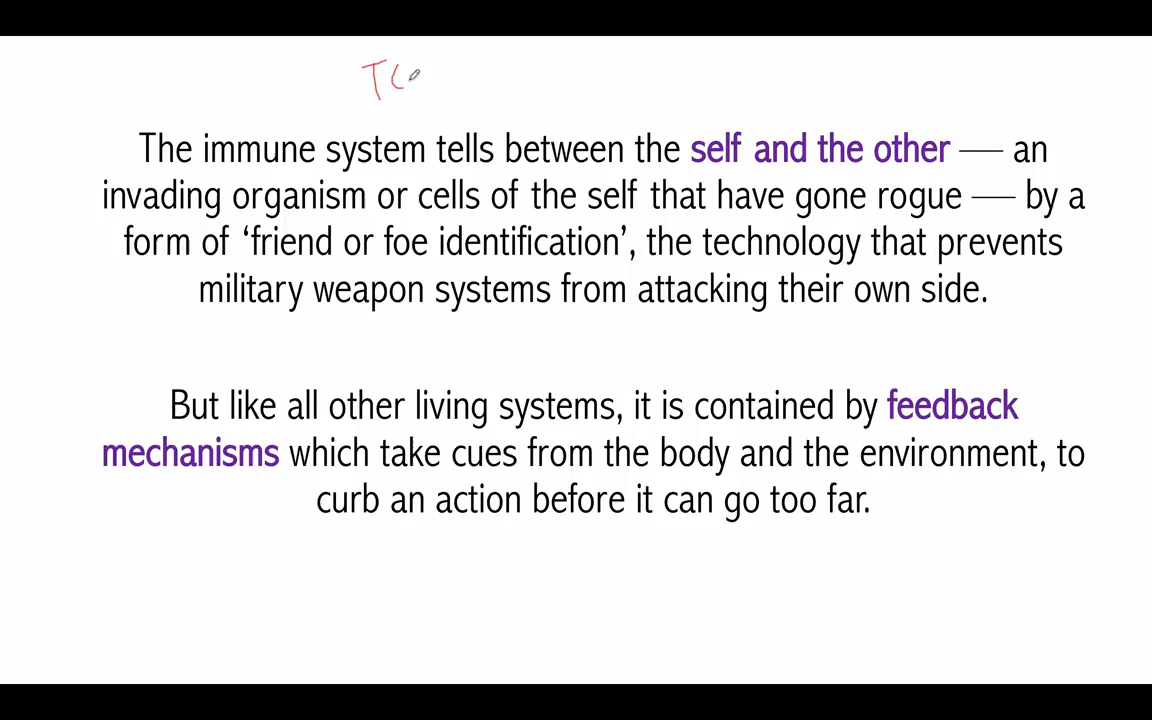 TC
The immune system tells between the self and the other — an
invading organism or cells of the self that have gone rogue — by a
form of ‘friend or foe identification’, the technology that prevents
military weapon systems from attacking their own side.
But like all other living systems, it is contained by feedback
mechanisms which take cues from the body and the environment, to
curb an action before it can go too far.